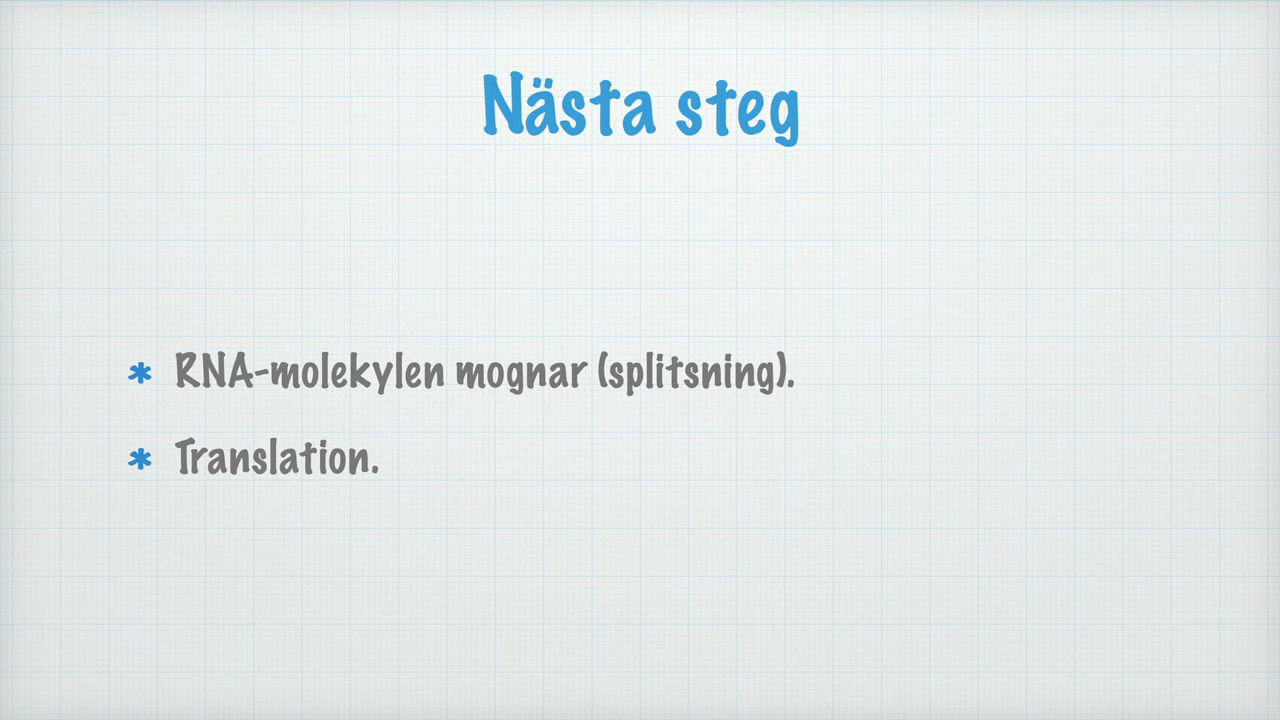 Nästa steg
* RNA-molekylen mognar (splitsning).
* Translation.